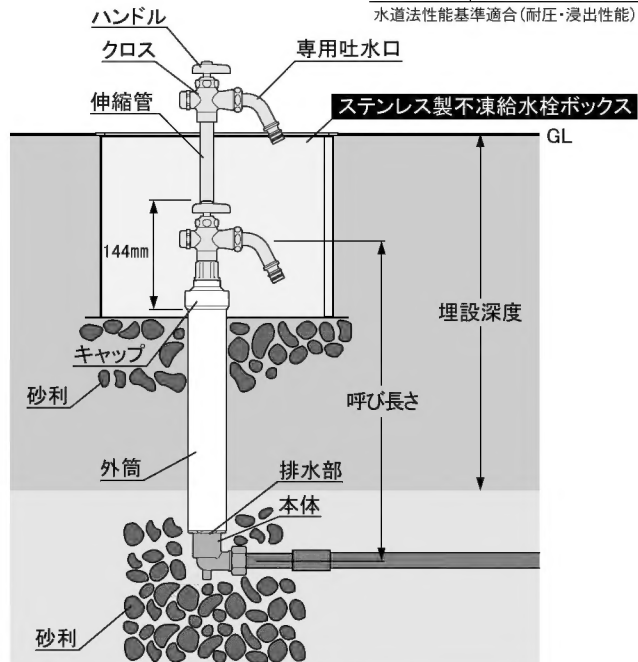 水道法性能基準適合(耐圧・浸出性能)
ハンドル
クロス
専用吐水口
伸縮管
ステンレス製不凍給水栓ボックス
GL
144mm
埋設深度
キャップ
砂利
呼び長さ
外筒
排水部
本体
砂利